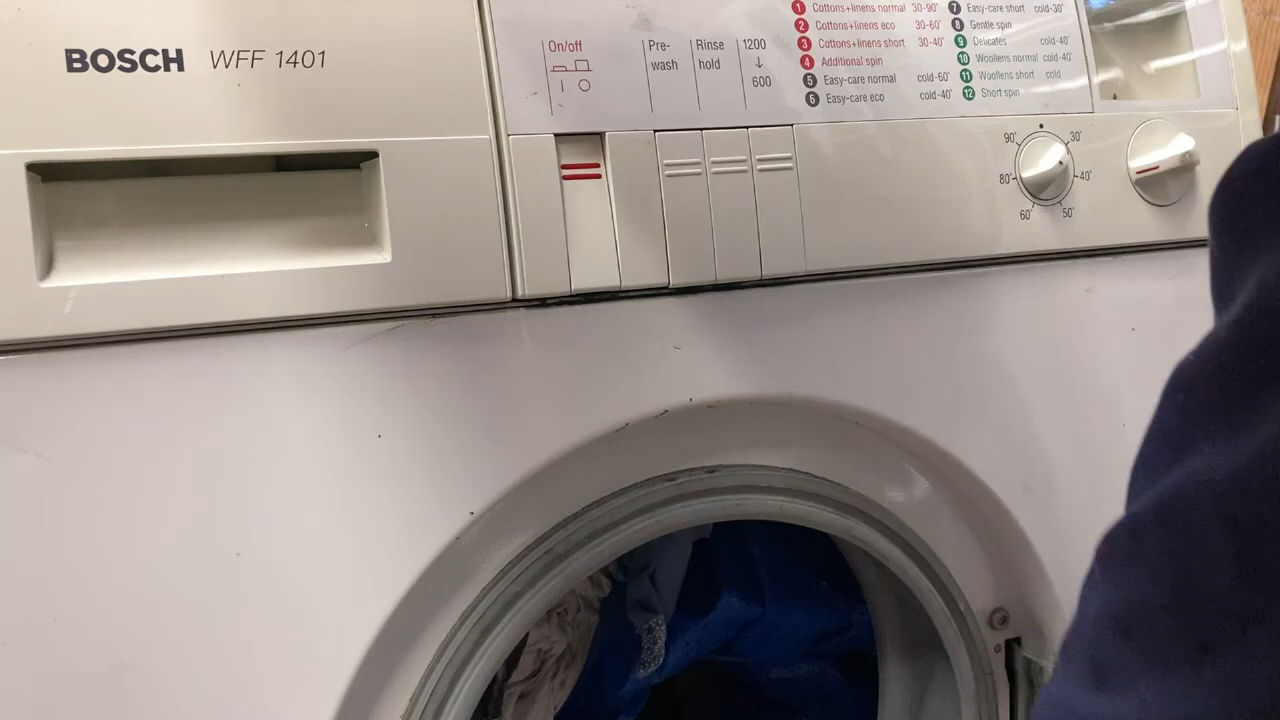 BOSCH WFF 1401
On/off
Pre-
wash
Rinse
hold
1200
↓
600
1 Cottons+linens normal 30-90°
2 Cottons+linens eco 30-60°
3 Cottons+linens short 30-40°
4 Additional spin
5 Easy-care normal cold-60°
6 Easy-care eco cold-40°
7 Easy-care short cold-30°
8 Gentle spin
9 Delicates cold-40°
10 Woollens normal cold-40°
11 Woollens short cold
12 Short spin
90° 30°
80° 40°
60° 50°